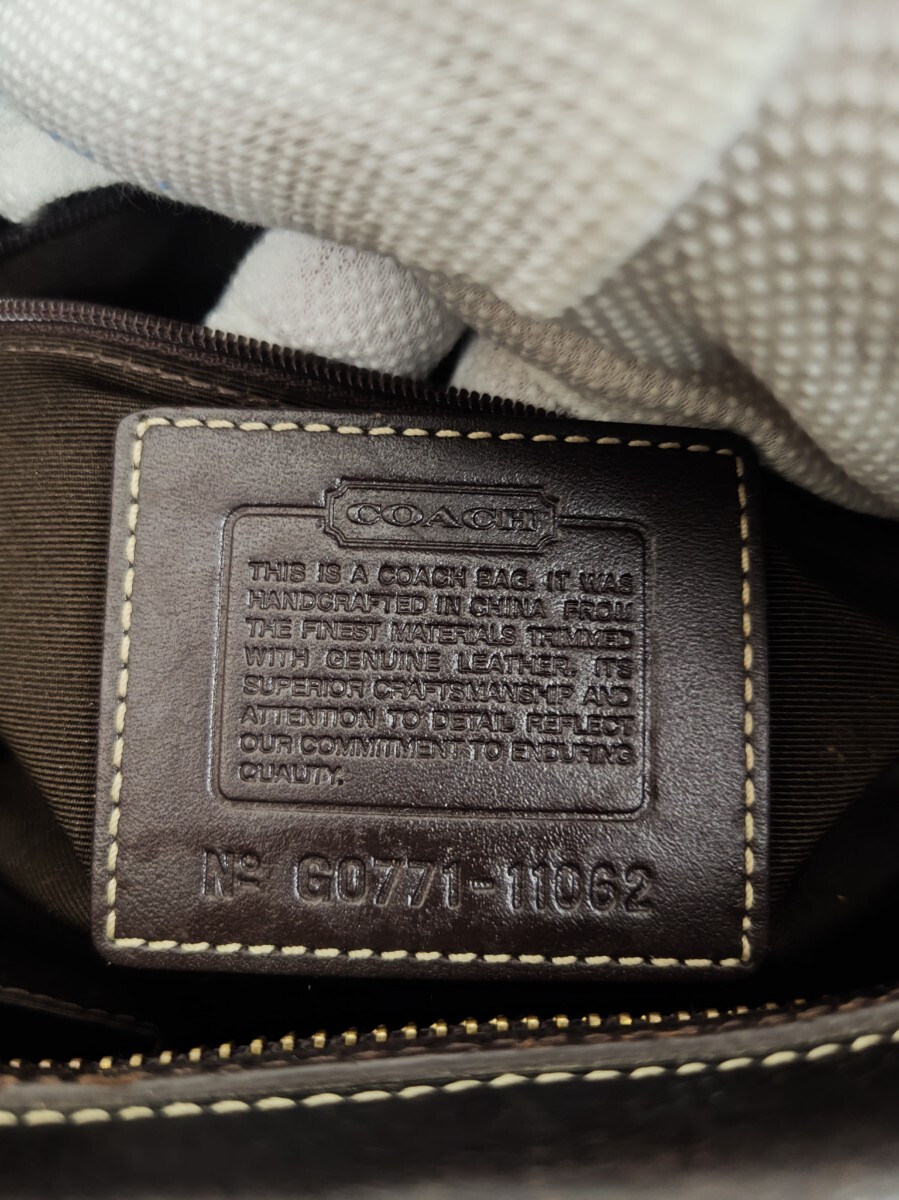 COACH
THIS IS A COACH BAG. IT WAS
HANDCRAFTED IN CHINA FROM
THE FINEST MATERIALS TRIMMED
WITH GENUINE LEATHER. ITS
SUPERIOR CRAFTSMANSHIP AND
ATTENTION TO DETAIL REFLECT
OUR COMMITMENT TO ENDURING
QUALITY.
Nº G0771-11062